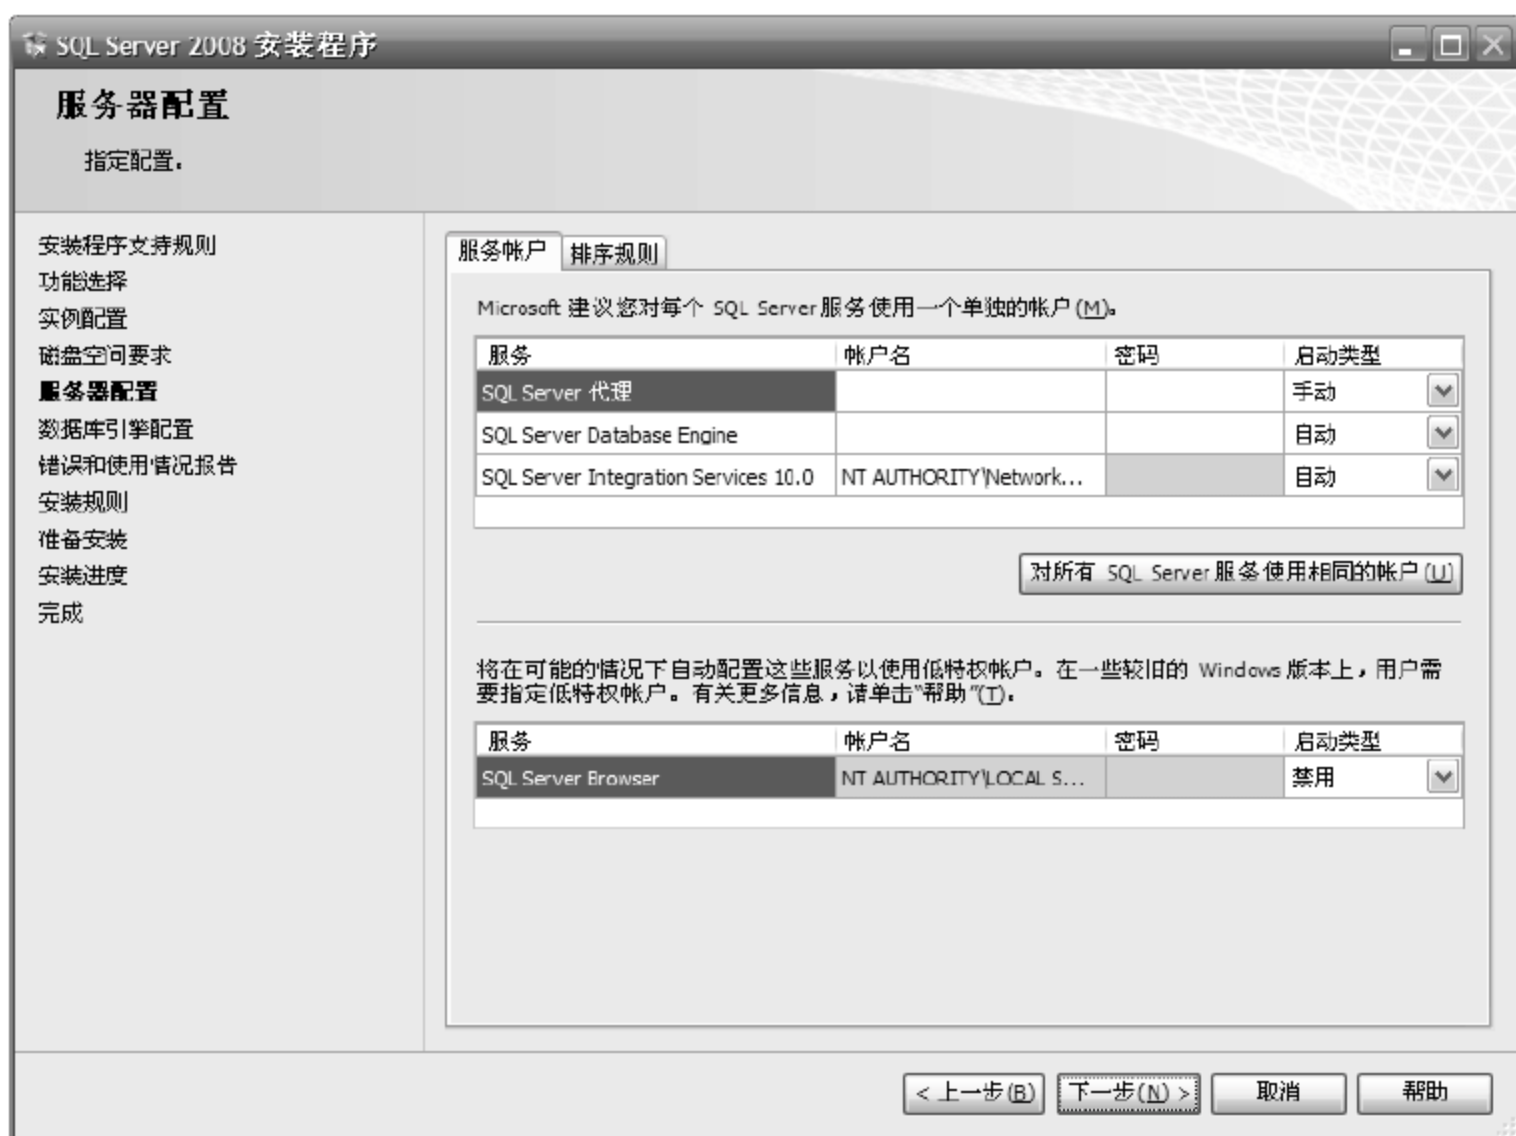 SQL Server 2008 安装程序
服务器配置
指定配置。
安装程序支持规则
功能选择
实例配置
磁盘空间要求
服务器配置
数据库引擎配置
错误和使用情况报告
安装规则
准备安装
安装进度
完成
服务帐户 排序规则
Microsoft 建议您对每个 SQL Server 服务使用一个单独的帐户(M)。
服务 帐户名 密码 启动类型
SQL Server 代理 手动
SQL Server Database Engine 自动
SQL Server Integration Services 10.0 NT AUTHORITY\Network... 自动
对所有 SQL Server 服务使用相同的帐户(U)
将在可能的情况下自动配置这些服务以使用低特权帐户。在一些较旧的 Windows 版本上，用户需
要指定低特权帐户。有关更多信息，请单击“帮助”(T)。
服务 帐户名 密码 启动类型
SQL Server Browser NT AUTHORITY\LOCAL S... 禁用
< 上一步(B) 下一步(N) > 取消 帮助